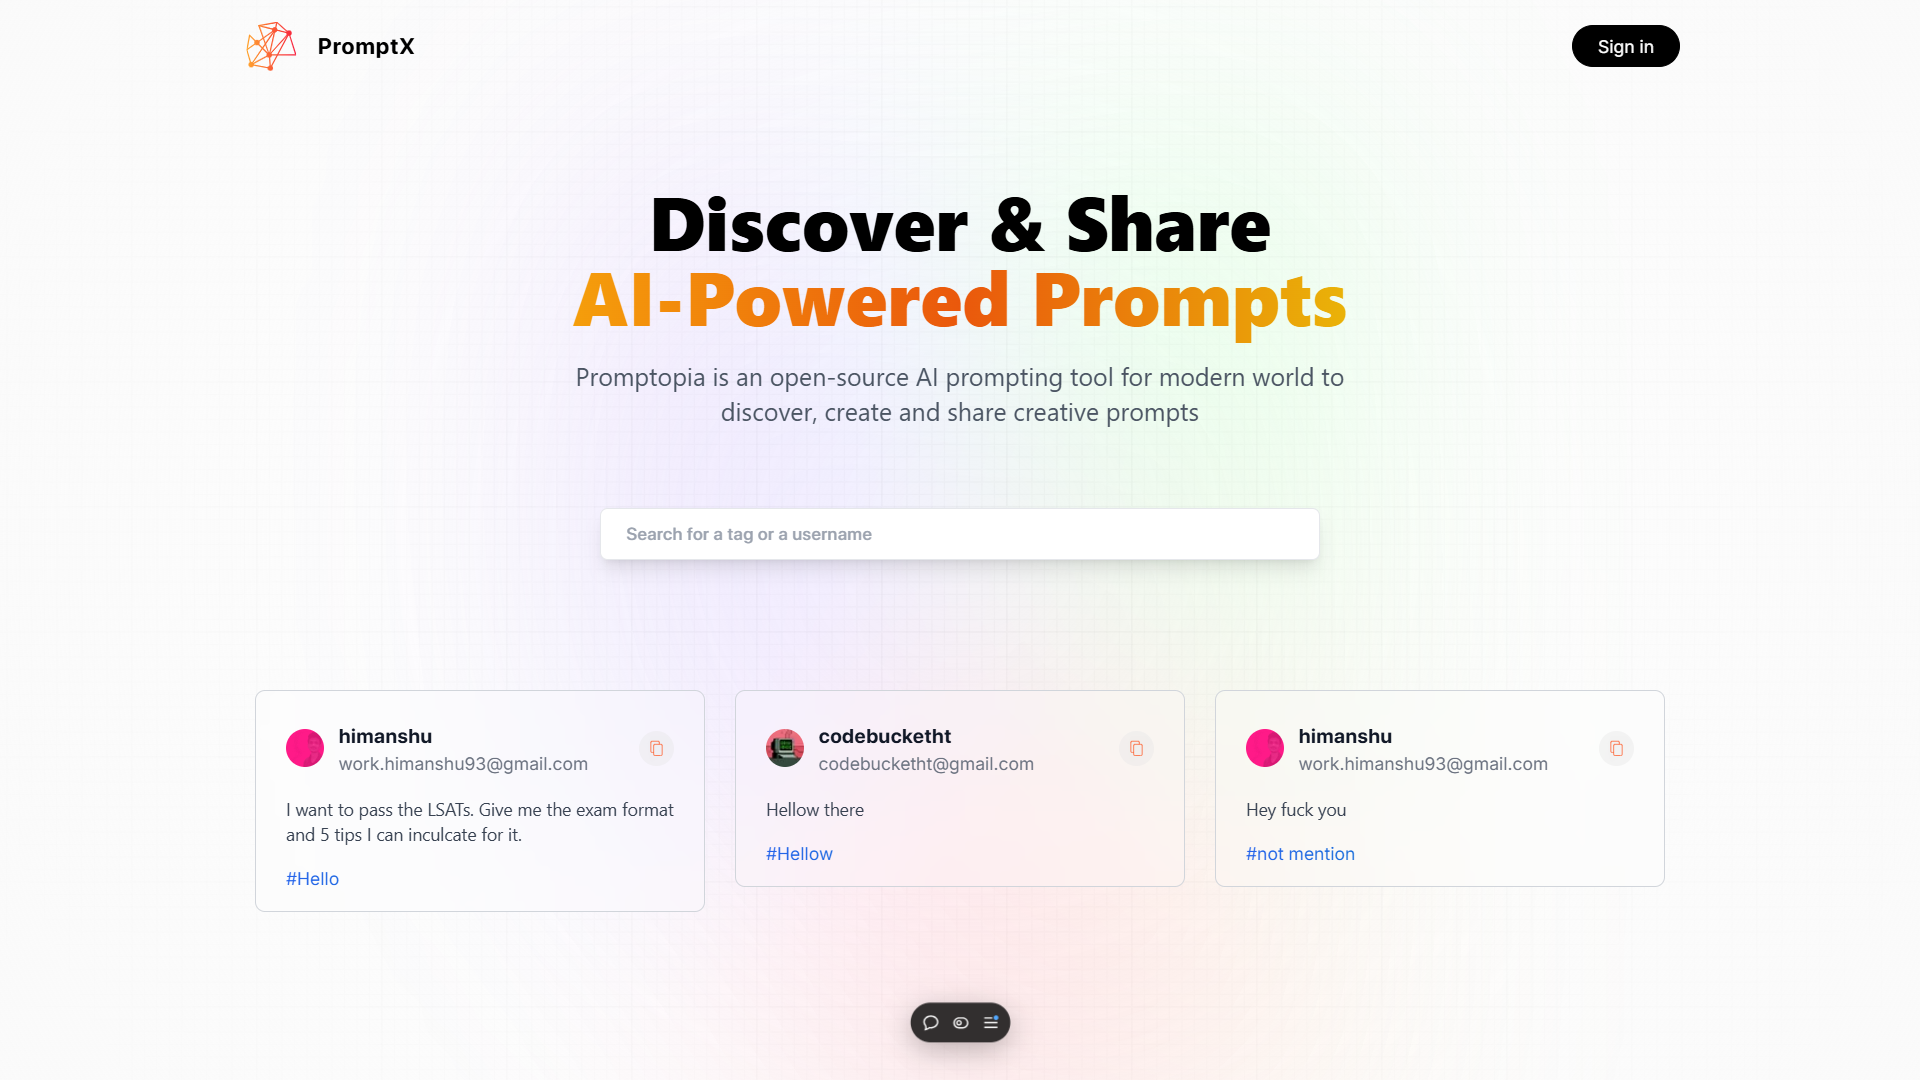 PromptX
Sign in
Discover & Share
AI-Powered Prompts
Promptopia is an open-source AI prompting tool for modern world to
discover, create and share creative prompts
Search for a tag or a username
himanshu
work.himanshu93@gmail.com
I want to pass the LSATs. Give me the exam format
and 5 tips I can inculcate for it.
#Hello
codebucketht
codebucketht@gmail.com
Hellow there
#Hellow
himanshu
work.himanshu93@gmail.com
Hey fuck you
#not mention